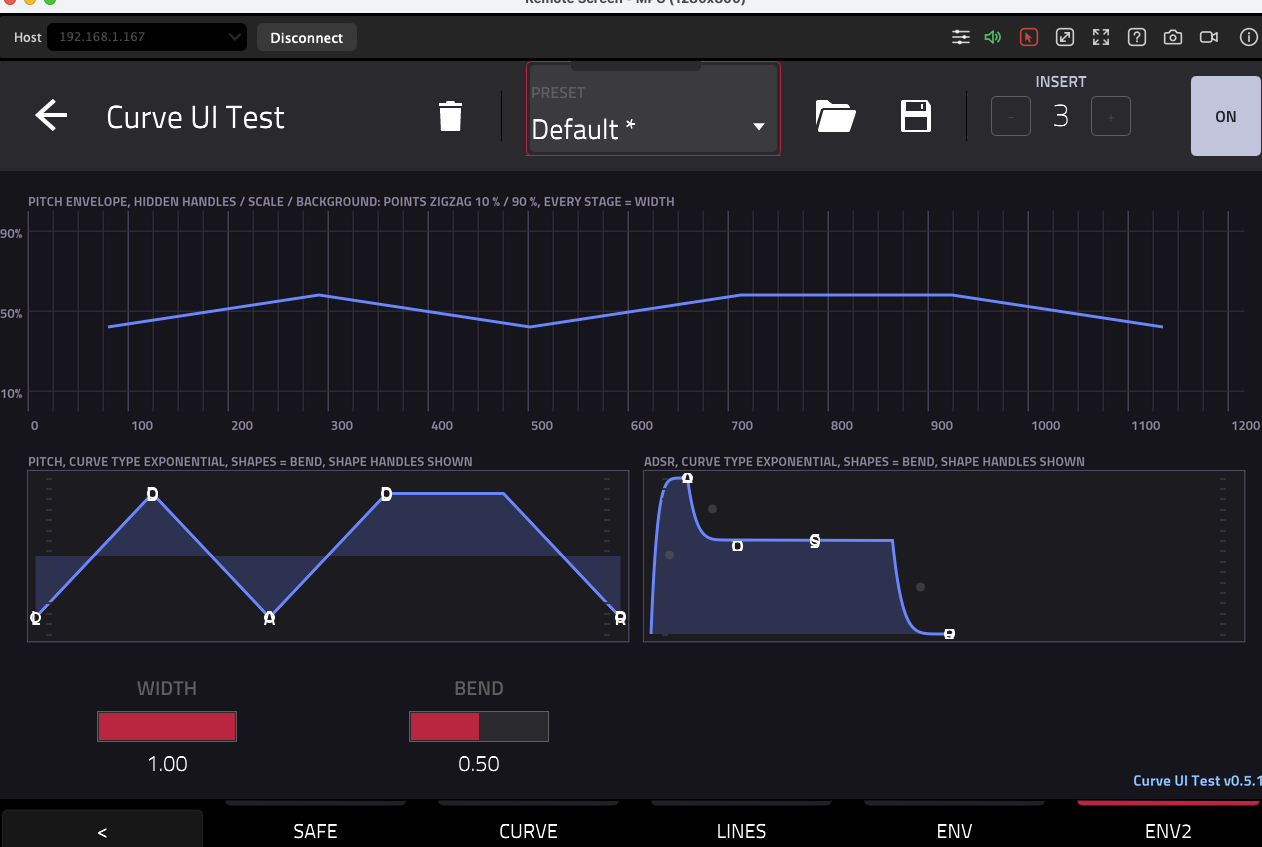 Remote Screen - MPC (1280x800)
Host 192.168.1.167 Disconnect
INSERT
PRESET
Curve UI Test Default * - 3 + ON
PITCH ENVELOPE, HIDDEN HANDLES / SCALE / BACKGROUND: POINTS ZIGZAG 10 % / 90 %, EVERY STAGE = WIDTH
90%
50%
10%
0 100 200 300 400 500 600 700 800 900 1000 1100 1200
PITCH, CURVE TYPE EXPONENTIAL, SHAPES = BEND, SHAPE HANDLES SHOWN
D D
A R
ADSR, CURVE TYPE EXPONENTIAL, SHAPES = BEND, SHAPE HANDLES SHOWN
A
D S
R
WIDTH BEND
1.00 0.50
Curve UI Test v0.5.1
< SAFE CURVE LINES ENV ENV2